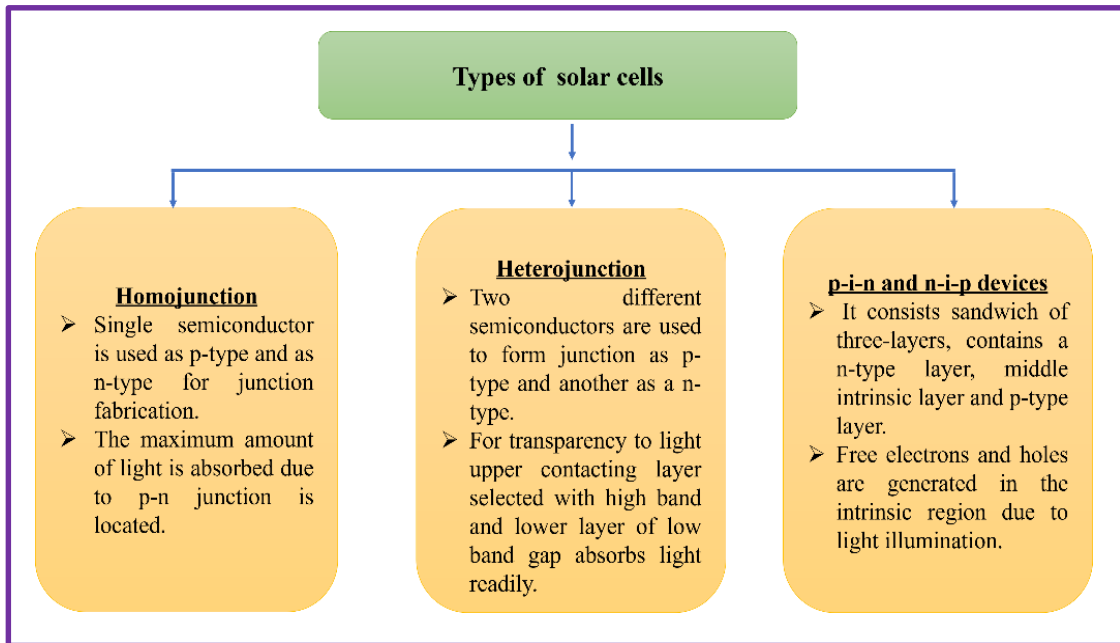 Types of solar cells
Homojunction
➢ Single semiconductor
is used as p-type and as
n-type for junction
fabrication.
➢ The maximum amount
of light is absorbed due
to p-n junction is
located.
Heterojunction
➢ Two different
semiconductors are used
to form junction as p-
type and another as a n-
type.
➢ For transparency to light
upper contacting layer
selected with high band
and lower layer of low
band gap absorbs light
readily.
p-i-n and n-i-p devices
➢ It consists sandwich of
three-layers, contains a
n-type layer, middle
intrinsic layer and p-type
layer.
➢ Free electrons and holes
are generated in the
intrinsic region due to
light illumination.